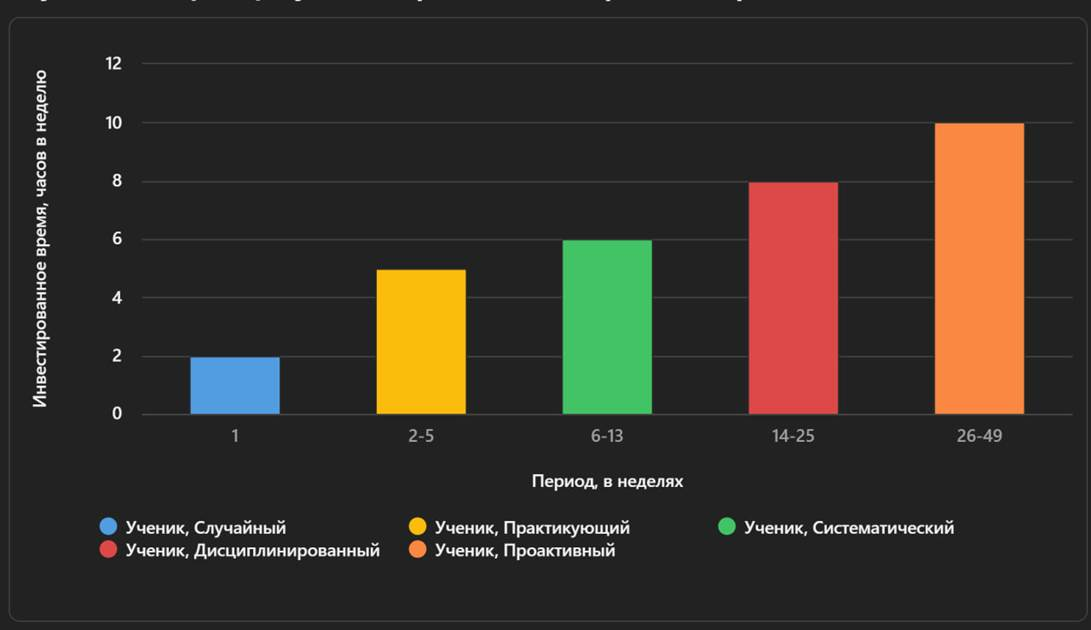 Инвестированное время, часов в неделю
12
10
8
6
4
2
0
1
2-5
6-13
14-25
26-49
Период, в неделях
Ученик, Случайный
Ученик, Практикующий
Ученик, Систематический
Ученик, Дисциплинированный
Ученик, Проактивный